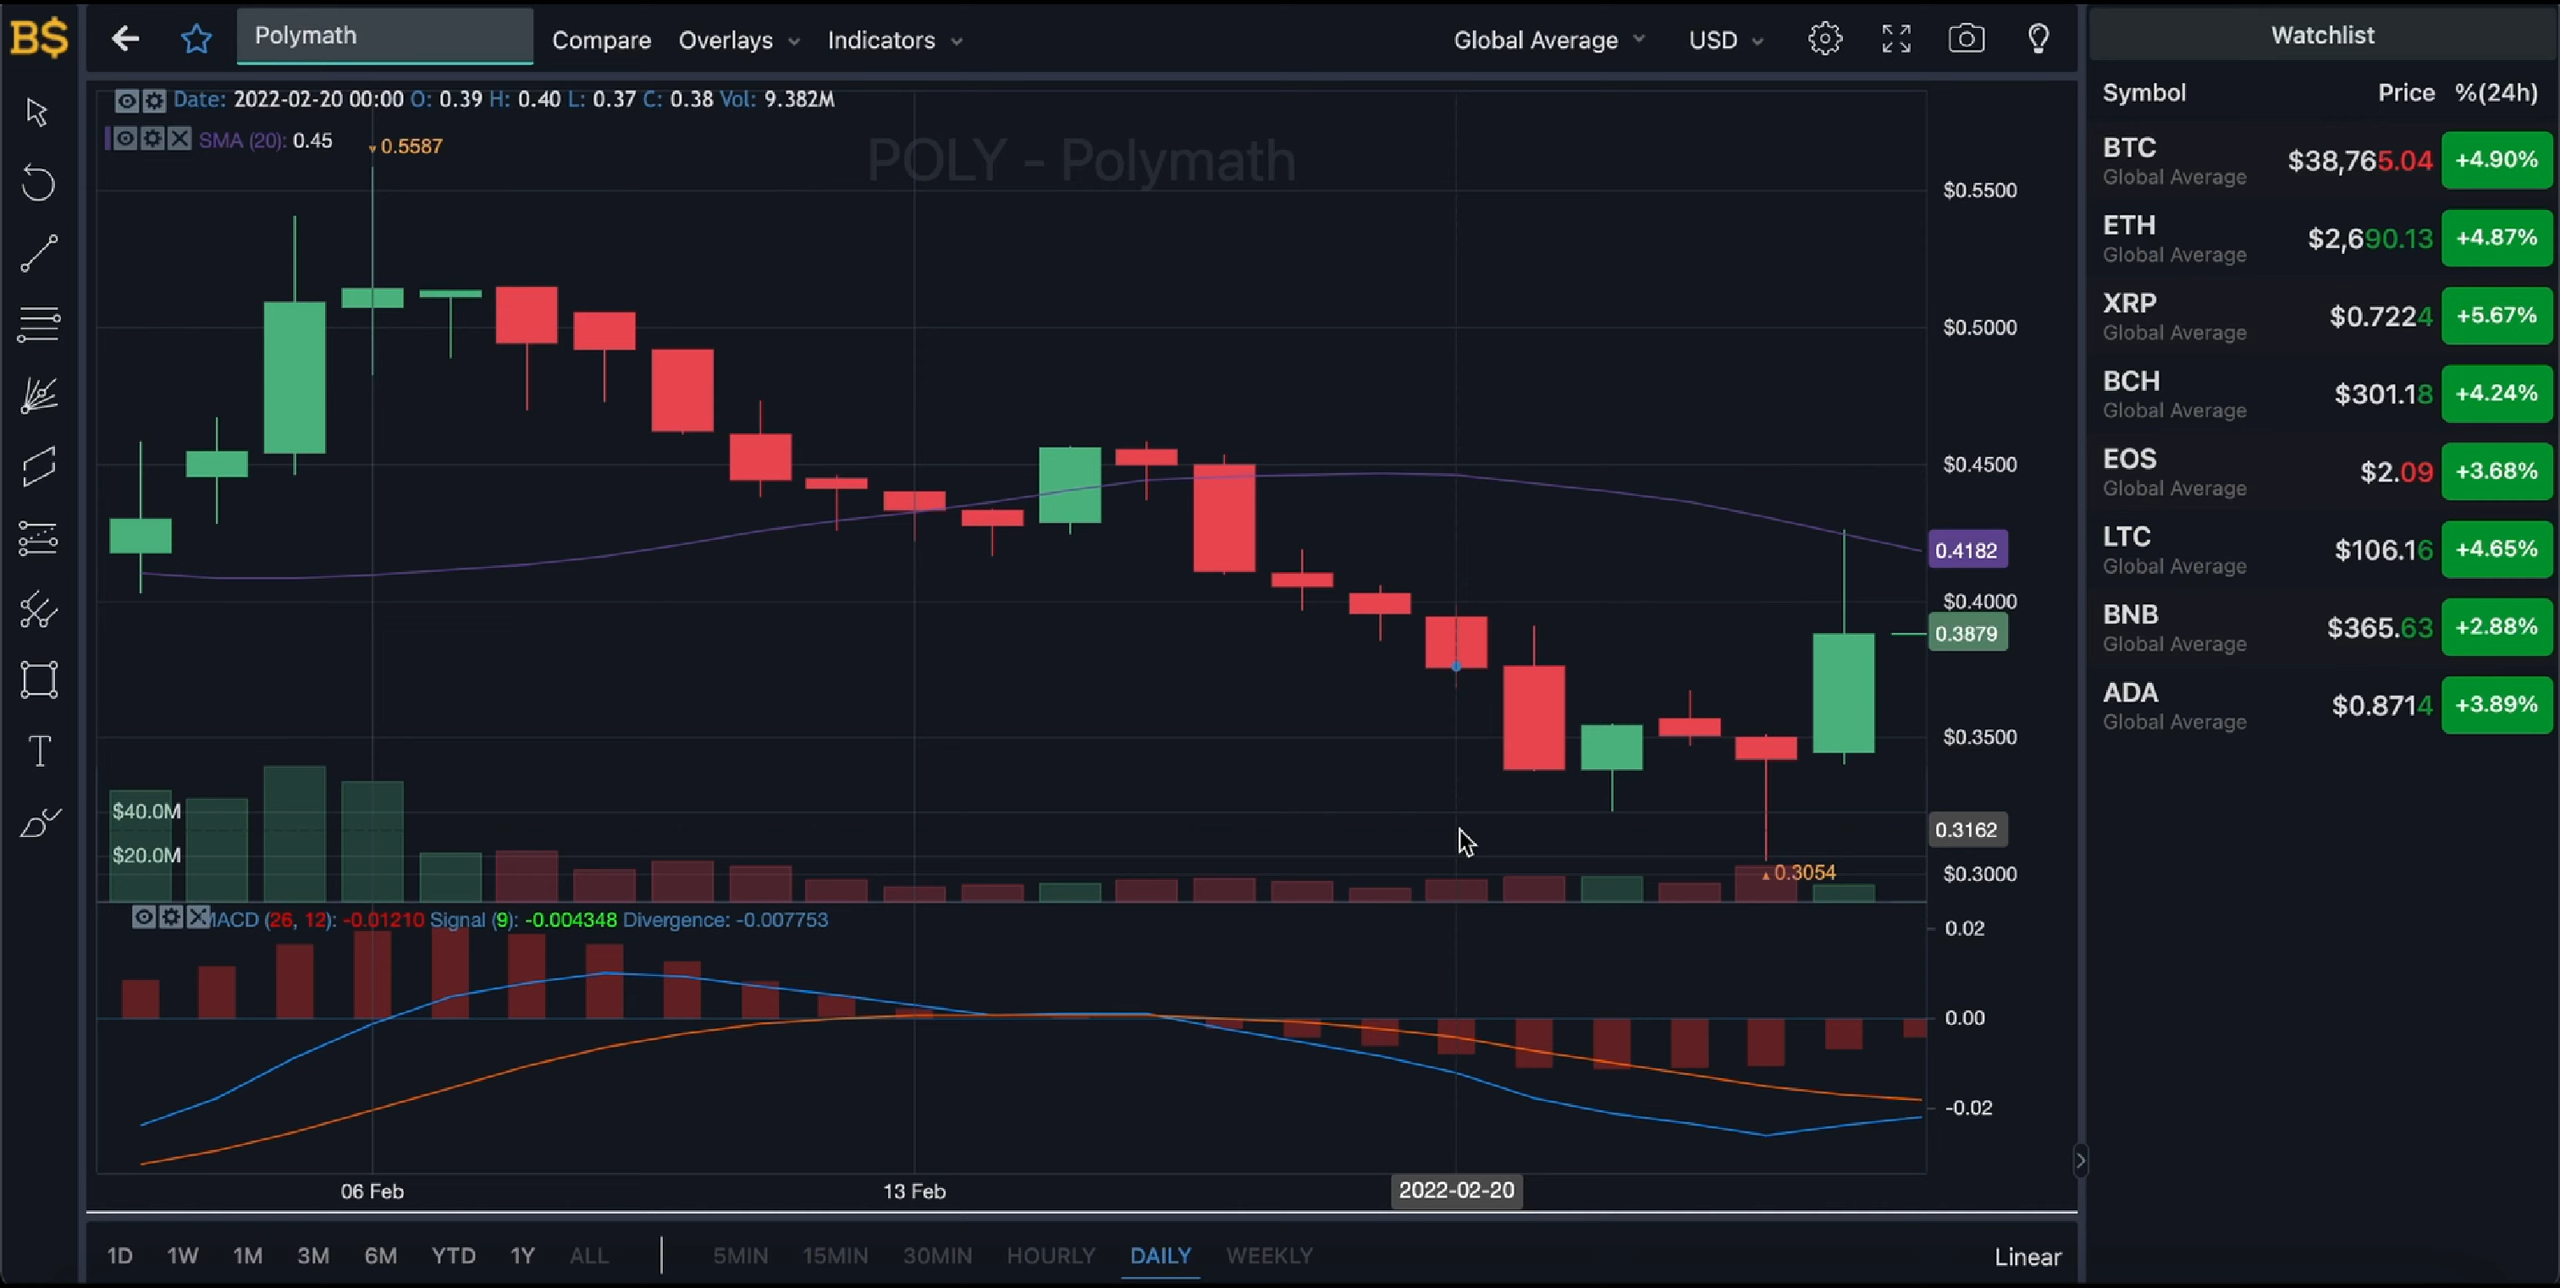 B$
Polymath
Compare
Overlays
Indicators
Global Average
USD
Date: 2022-02-20 00:00 O: 0.39 H: 0.40 L: 0.37 C: 0.38 Vol: 9.382M
SMA (20): 0.45
0.5587
POLY - Polymath
$0.5500
$0.5000
$0.4500
0.4182
$0.4000
0.3879
$0.3500
0.3162
$0.3000
0.3054
$40.0M
$20.0M
MACD (26, 12): -0.01210 Signal (9): -0.004348 Divergence: -0.007753
0.02
0.00
-0.02
06 Feb
13 Feb
2022-02-20
1D 1W 1M 3M 6M YTD 1Y ALL
5MIN 15MIN 30MIN HOURLY DAILY WEEKLY
Linear
Watchlist
Symbol Price %(24h)
BTC $38,765.04 +4.90%
Global Average
ETH $2,690.13 +4.87%
Global Average
XRP $0.7224 +5.67%
Global Average
BCH $301.18 +4.24%
Global Average
EOS $2.09 +3.68%
Global Average
LTC $106.16 +4.65%
Global Average
BNB $365.63 +2.88%
Global Average
ADA $0.8714 +3.89%
Global Average